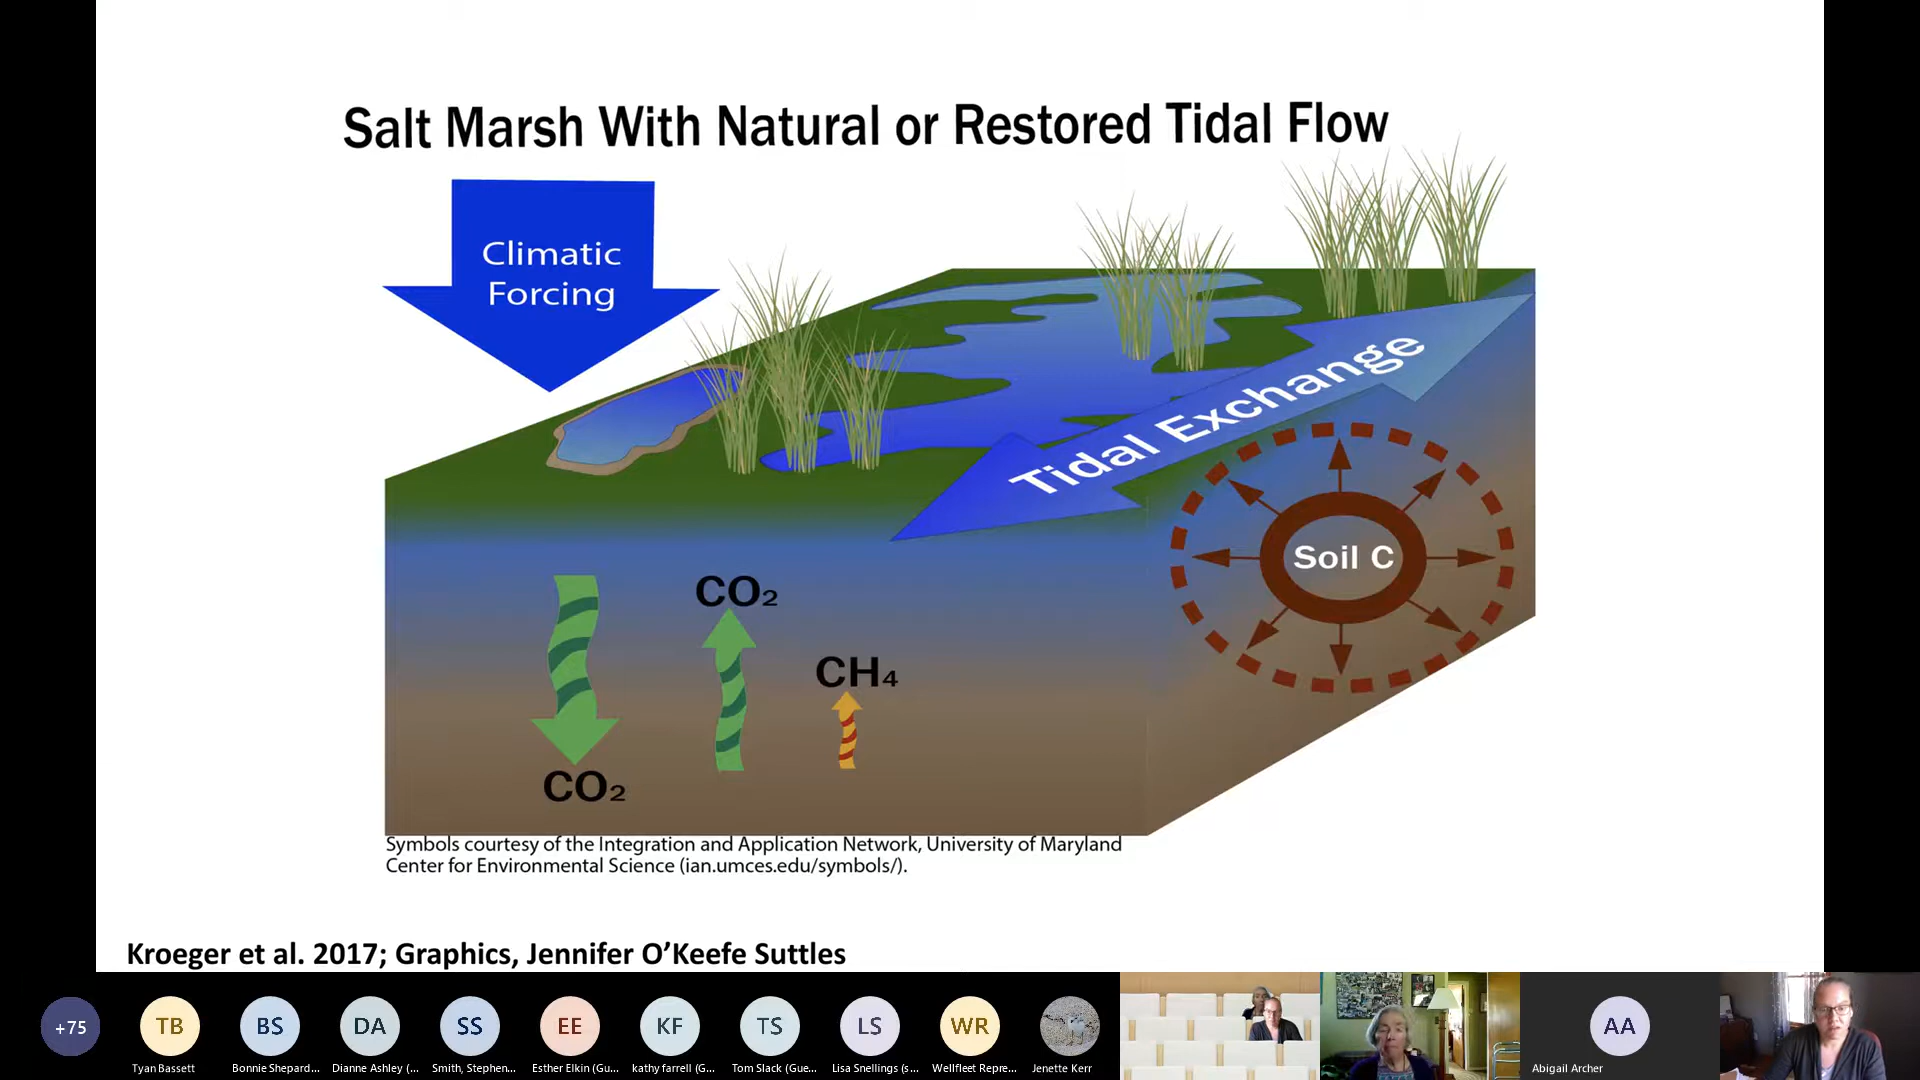 Salt Marsh With Natural or Restored Tidal Flow
Climatic
Forcing
Tidal Exchange
Soil C
CO₂
CH₄
CO₂
Symbols courtesy of the Integration and Application Network, University of Maryland
Center for Environmental Science (ian.umces.edu/symbols/).
Kroeger et al. 2017; Graphics, Jennifer O’Keefe Suttles
+75
TB
BS
DA
SS
EE
KF
TS
LS
WR
AA
Tyan Bassett
Bonnie Shepard...
Dianne Ashley (...
Smith, Stephen...
Esther Elkin (Gu...
kathy farrell (G...
Tom Slack (Gue...
Lisa Snellings (s...
Wellfleet Repre...
Jenette Kerr
Abigail Archer